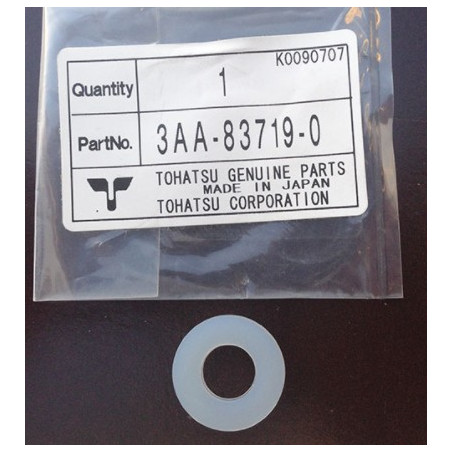 K0090707
Quantity 1
PartNo. 3AA-83719-0
TOHATSU GENUINE PARTS
MADE IN JAPAN
TOHATSU CORPORATION